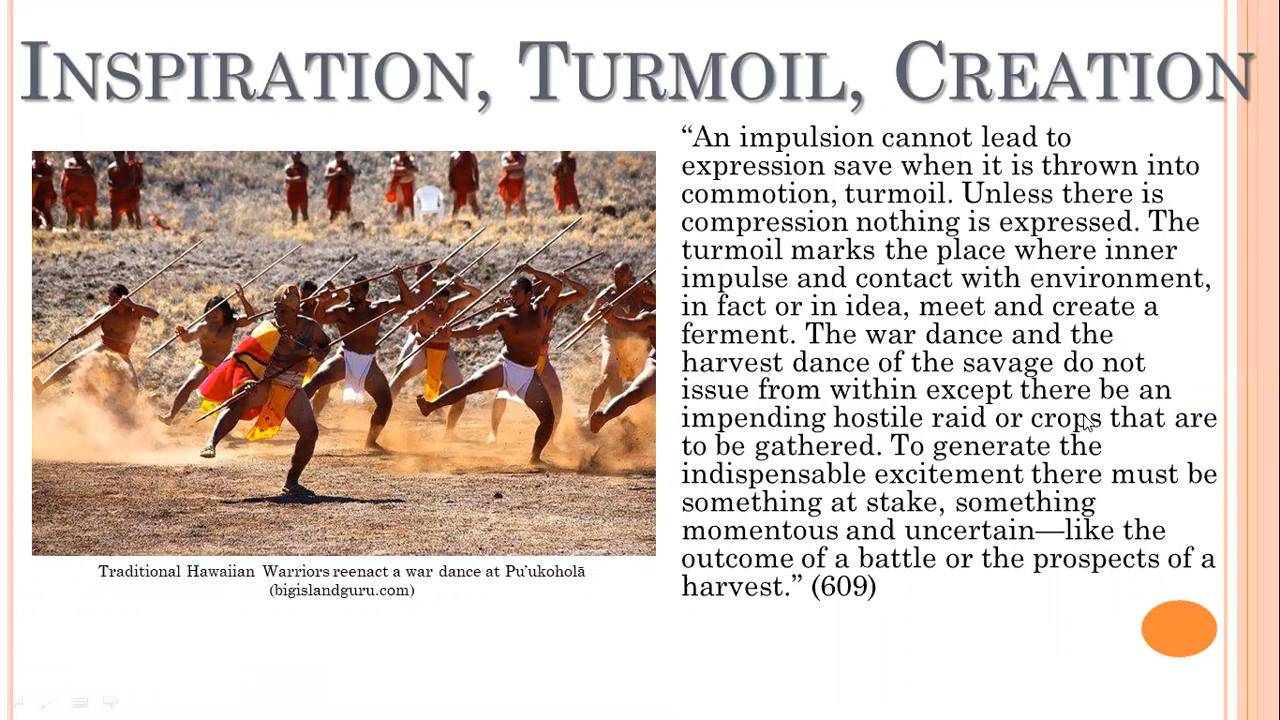 INSPIRATION, TURMOIL, CREATION
“An impulsion cannot lead to
expression save when it is thrown into
commotion, turmoil. Unless there is
compression nothing is expressed. The
turmoil marks the place where inner
impulse and contact with environment,
in fact or in idea, meet and create a
ferment. The war dance and the
harvest dance of the savage do not
issue from within except there be an
impending hostile raid or crops that are
to be gathered. To generate the
indispensable excitement there must be
something at stake, something
momentous and uncertain—like the
outcome of a battle or the prospects of a
harvest.” (609)
Traditional Hawaiian Warriors reenact a war dance at Pu’ukoholā
(bigislandguru.com)